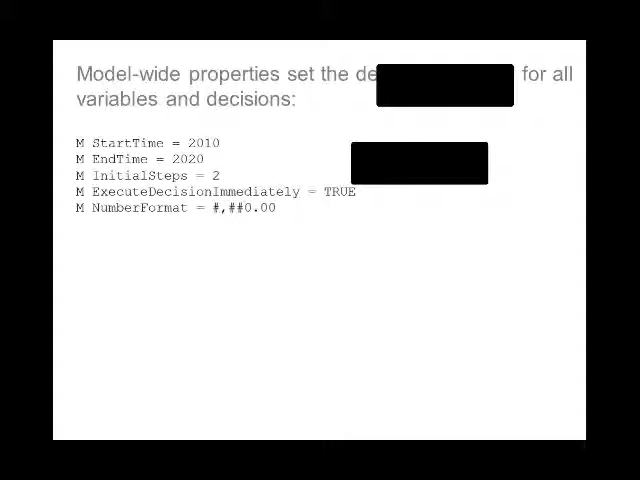 Model-wide properties set the for all
variables and decisions:
M StartTime = 2010
M EndTime = 2020
M InitialSteps = 2
M ExecuteDecisionImmediately = TRUE
M NumberFormat = #,##0.00